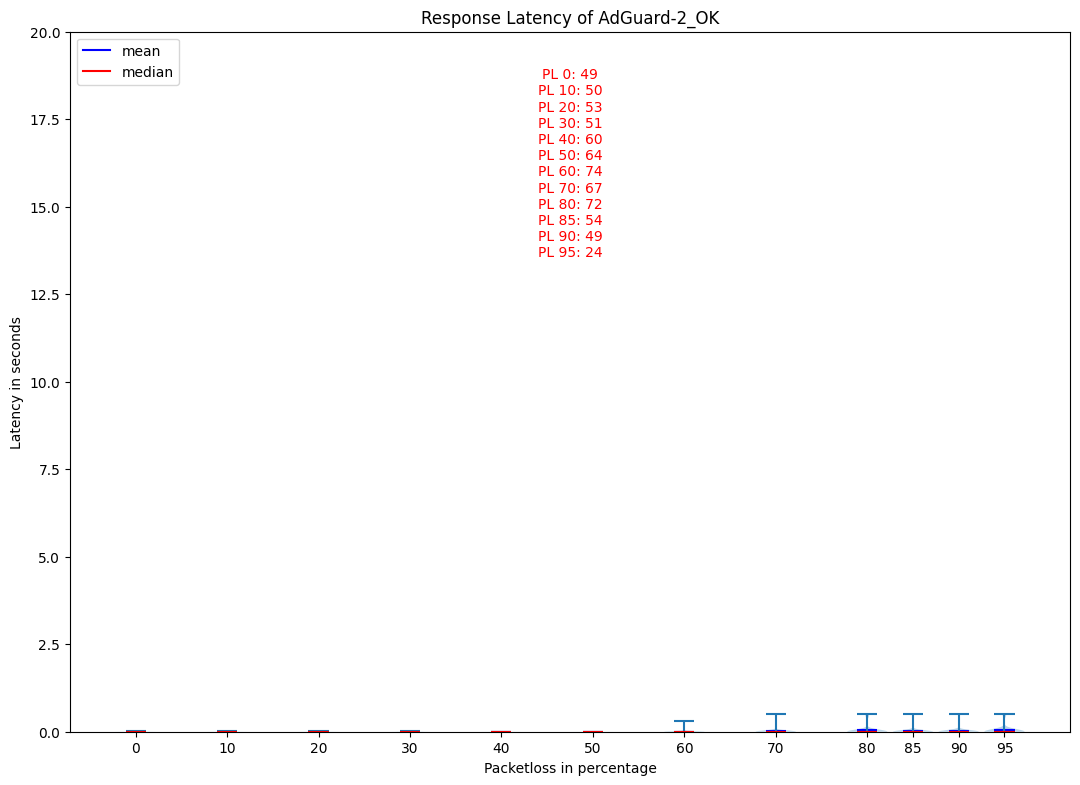 Response Latency of AdGuard-2_OK
20.0
mean
median
PL 0: 49
PL 10: 50
PL 20: 53
PL 30: 51
PL 40: 60
PL 50: 64
PL 60: 74
PL 70: 67
PL 80: 72
PL 85: 54
PL 90: 49
PL 95: 24
17.5
15.0
12.5
10.0
7.5
5.0
2.5
0.0
Latency in seconds
0 10 20 30 40 50 60 70 80 85 90 95
Packetloss in percentage